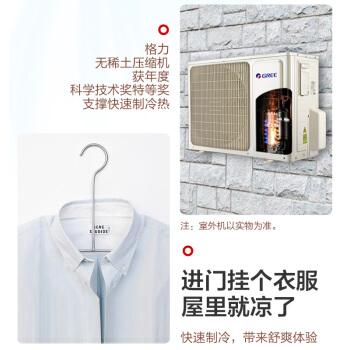 格力
无稀土压缩机
获年度
科学技术奖特等奖
支撑快速制冷热
GREE
注：室外机以实物为准。
ACNE
STUDIOS
进门挂个衣服
屋里就凉了
快速制冷，带来舒爽体验